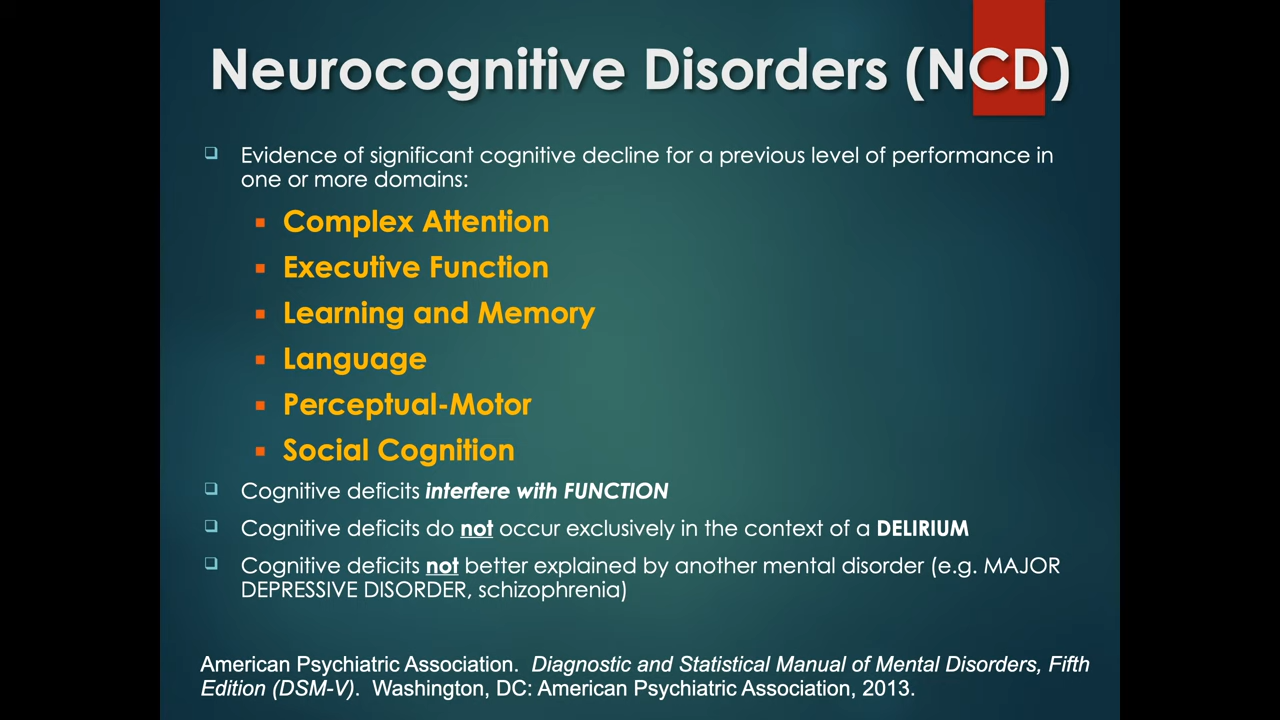 Neurocognitive Disorders (NCD)
Evidence of significant cognitive decline for a previous level of performance in
one or more domains:
Complex Attention
Executive Function
Learning and Memory
Language
Perceptual-Motor
Social Cognition
Cognitive deficits interfere with FUNCTION
Cognitive deficits do not occur exclusively in the context of a DELIRIUM
Cognitive deficits not better explained by another mental disorder (e.g. MAJOR
DEPRESSIVE DISORDER, schizophrenia)
American Psychiatric Association. Diagnostic and Statistical Manual of Mental Disorders, Fifth
Edition (DSM-V). Washington, DC: American Psychiatric Association, 2013.